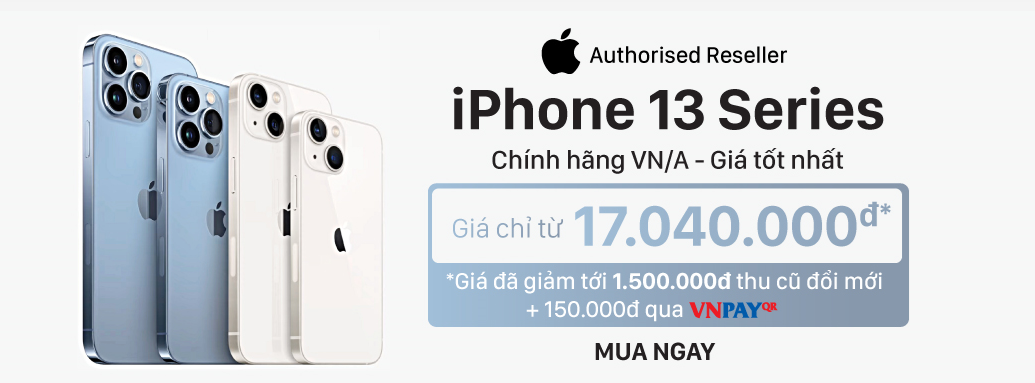 Authorised Reseller
iPhone 13 Series
Chính hãng VN/A - Giá tốt nhất
Giá chỉ từ 17.040.000đ*
*Giá đã giảm tới 1.500.000đ thu cũ đổi mới
+ 150.000đ qua VNPAYQR
MUA NGAY